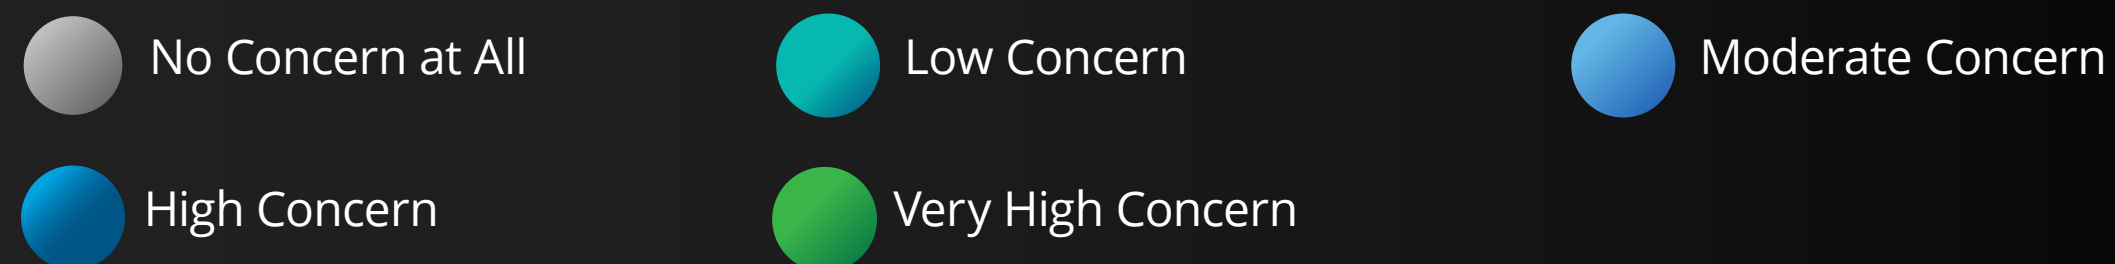 No Concern at All
Low Concern
Moderate Concern
High Concern
Very High Concern